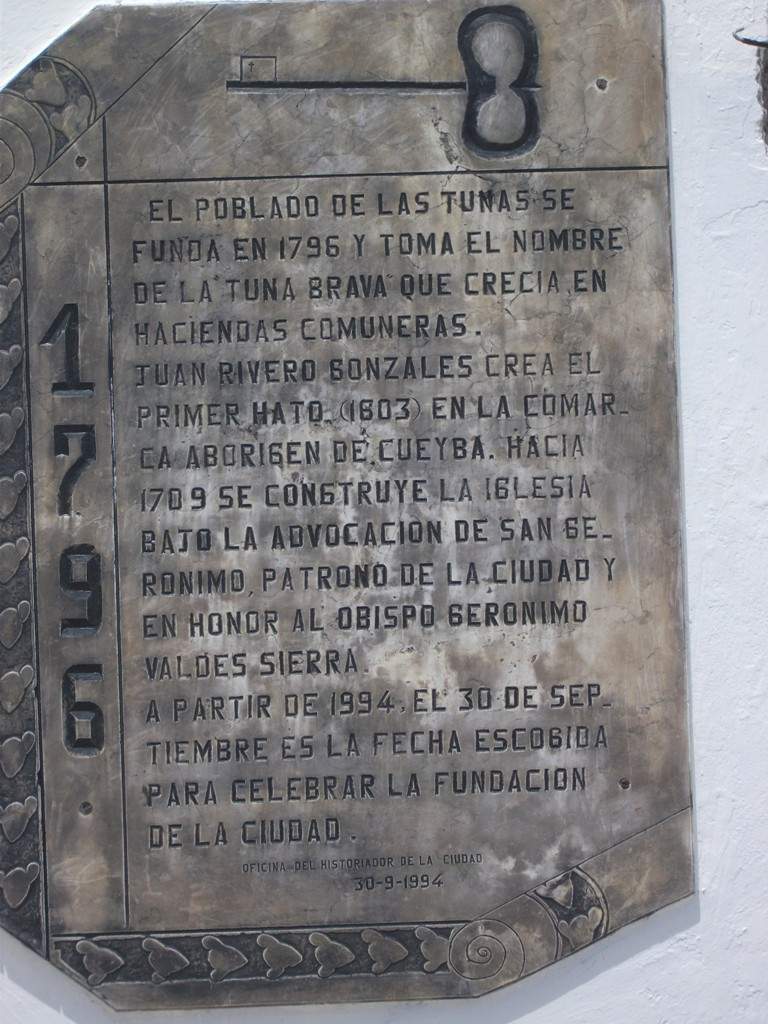 EL POBLADO DE LAS TUNAS SE
FUNDA EN 1796 Y TOMA EL NOMBRE
DE LA TUNA BRAVA QUE CRECIA EN
HACIENDAS COMUNERAS.
JUAN RIVERO GONZALES CREA EL
PRIMER HATO (1603) EN LA COMAR_
CA ABORIGEN DE CUEYBA. HACIA
1709 SE CONSTRUYE LA IGLESIA
BAJO LA ADVOCACION DE SAN GE_
RONIMO, PATRONO DE LA CIUDAD Y
EN HONOR AL OBISPO GERONIMO
VALDES SIERRA.
A PARTIR DE 1994, EL 30 DE SEP_
TIEMBRE ES LA FECHA ESCOGIDA
PARA CELEBRAR LA FUNDACION
DE LA CIUDAD.
OFICINA DEL HISTORIADOR DE LA CIUDAD
30-9-1994
1796